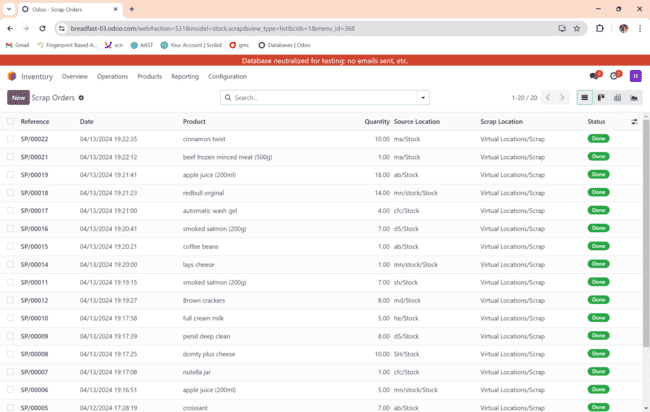 Odoo - Scrap Orders
breadfast-03.odoo.com/web#action=531&model=stock.scrap&view_type=list&cids=1&menu_id=368
Gmail Fingerprint Based A... vcn AAST Your Account | Scribd gmc Databases | Odoo
Database neutralized for testing: no emails sent, etc.
Inventory Overview Operations Products Reporting Configuration
New Scrap Orders Search... 1-20 / 20
Reference Date Product Quantity Source Location Scrap Location Status
SP/00022 04/13/2024 19:22:35 cinnamon twist 10.00 ma/Stock Virtual Locations/Scrap Done
SP/00021 04/13/2024 19:22:12 beef frozen minced meat (500g) 1.00 ma/Stock Virtual Locations/Scrap Done
SP/00019 04/13/2024 19:21:41 apple juice (200ml) 18.00 ab/Stock Virtual Locations/Scrap Done
SP/00018 04/13/2024 19:21:23 redbull orginal 14.00 mn/stock/Stock Virtual Locations/Scrap Done
SP/00017 04/13/2024 19:21:00 automatic wash gel 4.00 cfc/Stock Virtual Locations/Scrap Done
SP/00016 04/13/2024 19:20:41 smoked salmon (200g) 7.00 d5/Stock Virtual Locations/Scrap Done
SP/00015 04/13/2024 19:20:21 coffee beans 1.00 ab/Stock Virtual Locations/Scrap Done
SP/00014 04/13/2024 19:20:00 lays cheese 1.00 mn/stock/Stock Virtual Locations/Scrap Done
SP/00011 04/13/2024 19:19:15 smoked salmon (200g) 7.00 sh/Stock Virtual Locations/Scrap Done
SP/00012 04/13/2024 19:19:27 Brown crackers 8.00 md/Stock Virtual Locations/Scrap Done
SP/00010 04/13/2024 19:17:58 full cream milk 5.00 he/Stock Virtual Locations/Scrap Done
SP/00009 04/13/2024 19:17:39 persil deep clean 8.00 d5/Stock Virtual Locations/Scrap Done
SP/00008 04/13/2024 19:17:25 domty plus cheese 10.00 SH/Stock Virtual Locations/Scrap Done
SP/00007 04/13/2024 19:17:08 nutella jar 1.00 cfc/Stock Virtual Locations/Scrap Done
SP/00006 04/13/2024 19:16:51 apple juice (200ml) 5.00 mn/stock/Stock Virtual Locations/Scrap Done
SP/00005 04/12/2024 17:28:19 croissant 7.00 ab/Stock Virtual Locations/Scrap Done